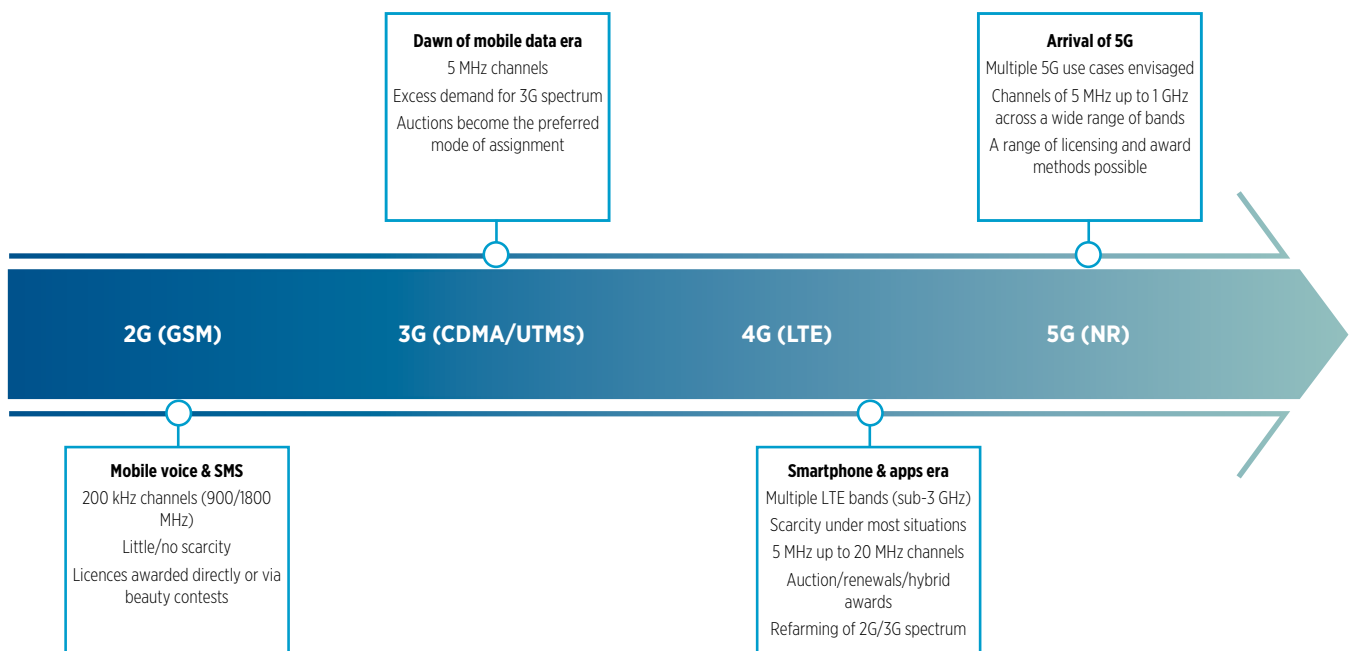 Dawn of mobile data era
5 MHz channels
Excess demand for 3G spectrum
Auctions become the preferred
mode of assignment
Arrival of 5G
Multiple 5G use cases envisaged
Channels of 5 MHz up to 1 GHz
across a wide range of bands
A range of licensing and award
methods possible
2G (GSM)
3G (CDMA/UTMS)
4G (LTE)
5G (NR)
Mobile voice & SMS
200 kHz channels (900/1800
MHz)
Little/no scarcity
Licences awarded directly or via
beauty contests
Smartphone & apps era
Multiple LTE bands (sub-3 GHz)
Scarcity under most situations
5 MHz up to 20 MHz channels
Auction/renewals/hybrid
awards
Refarming of 2G/3G spectrum